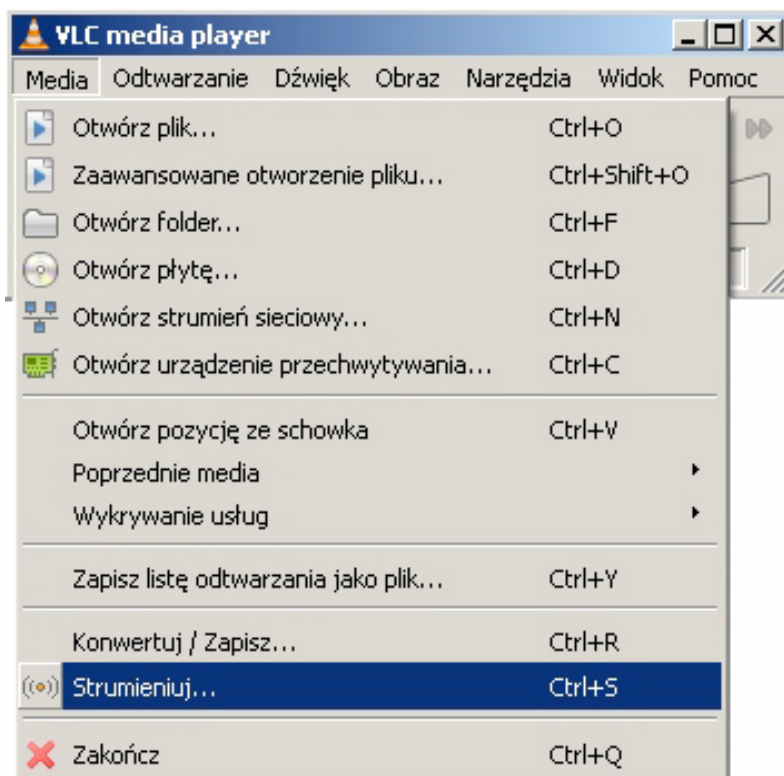 VLC media player
Media Odtwarzanie Dźwięk Obraz Narzędzia Widok Pomoc
Otwórz plik... Ctrl+O
Zaawansowane otworzenie pliku... Ctrl+Shift+O
Otwórz folder... Ctrl+F
Otwórz płytę... Ctrl+D
Otwórz strumień sieciowy... Ctrl+N
Otwórz urządzenie przechwytywania... Ctrl+C
Otwórz pozycję ze schowka Ctrl+V
Poprzednie media
Wykrywanie usług
Zapisz listę odtwarzania jako plik... Ctrl+Y
Konwertuj / Zapisz... Ctrl+R
Strumieniuj... Ctrl+S
Zakończ Ctrl+Q